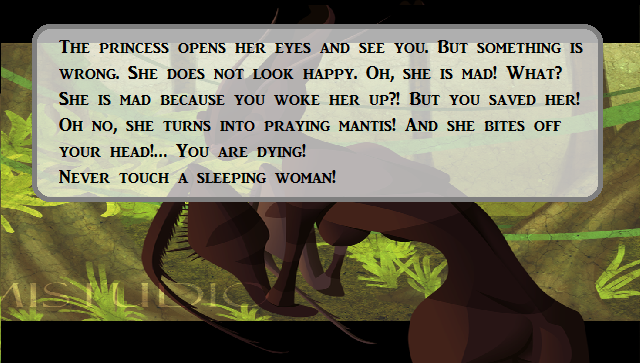 The princess opens her eyes and see you. But something is
wrong. She does not look happy. Oh, she is mad! What?
She is mad because you woke her up?! But you saved her!
Oh no, she turns into praying mantis! And she bites off
your head!... You are dying!
Never touch a sleeping woman!